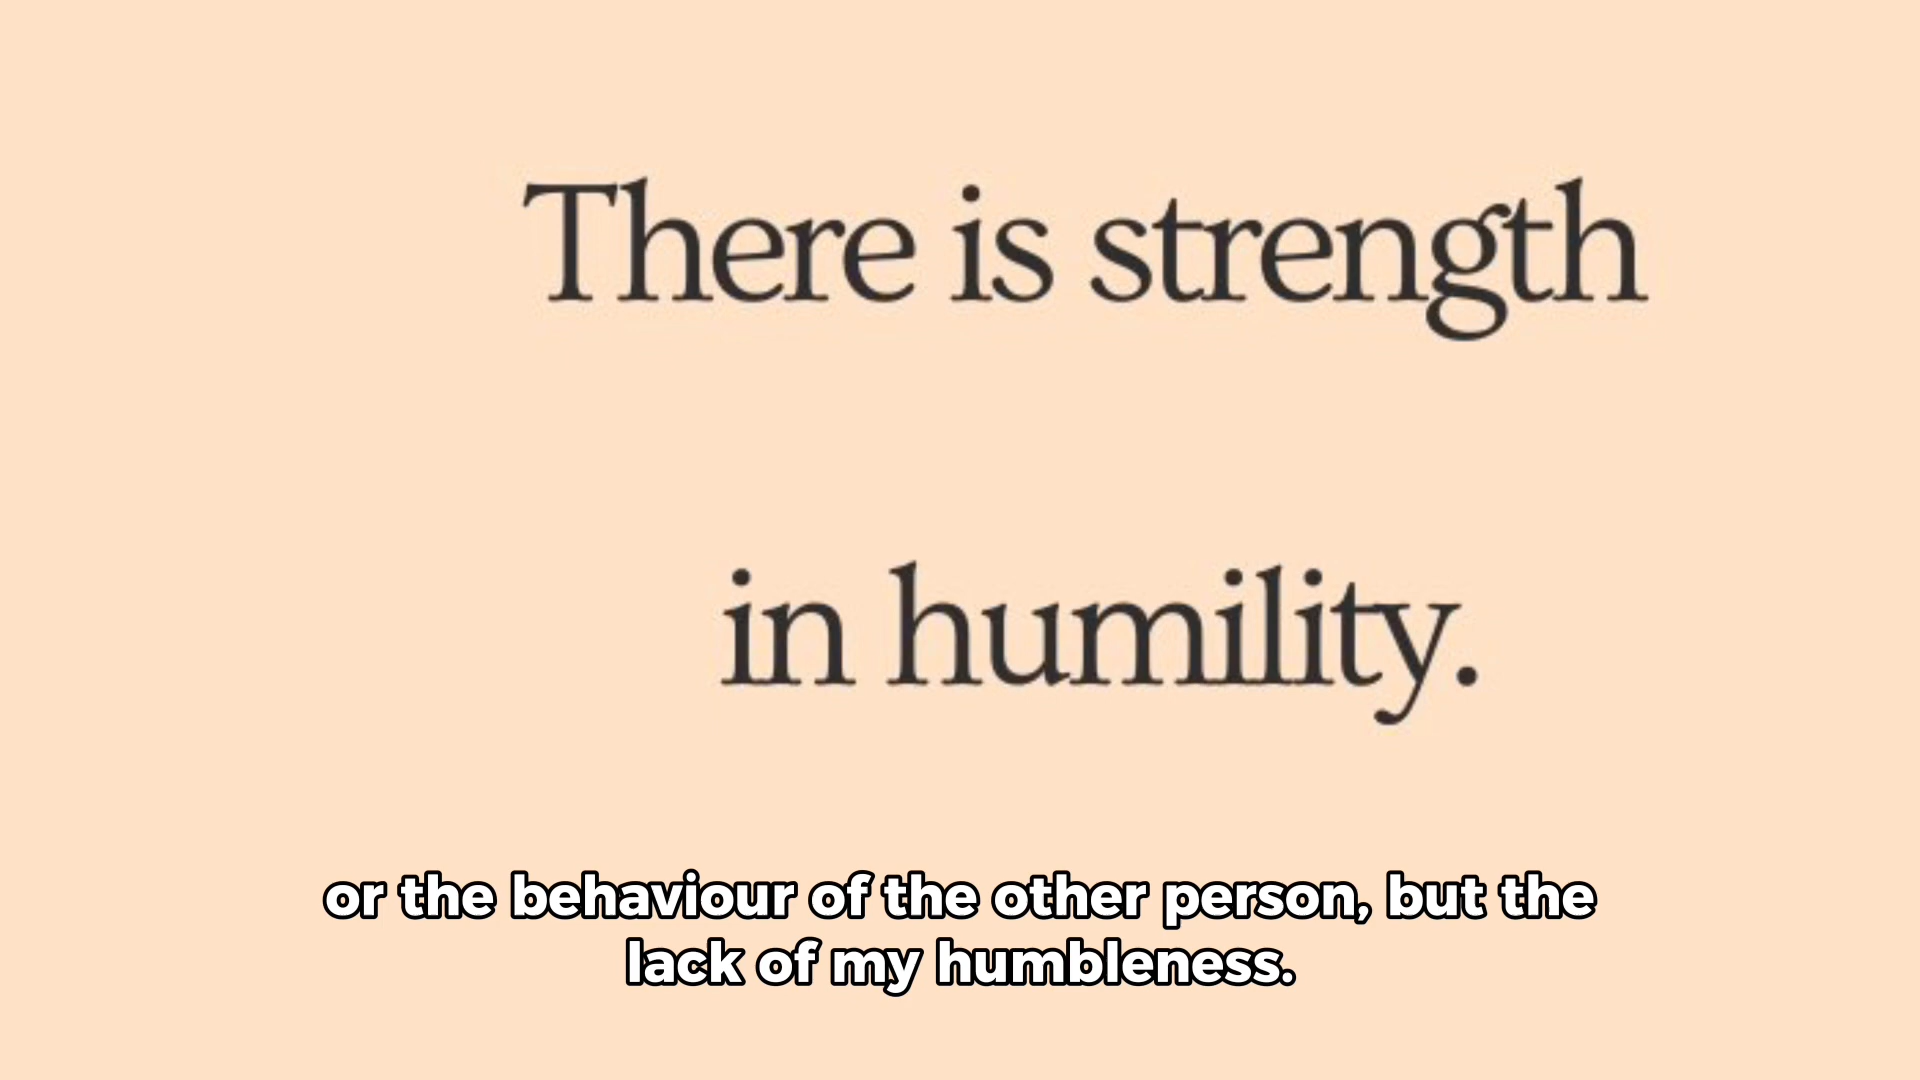 There is strength
in humility.
or the behaviour of the other person, but the
lack of my humbleness.